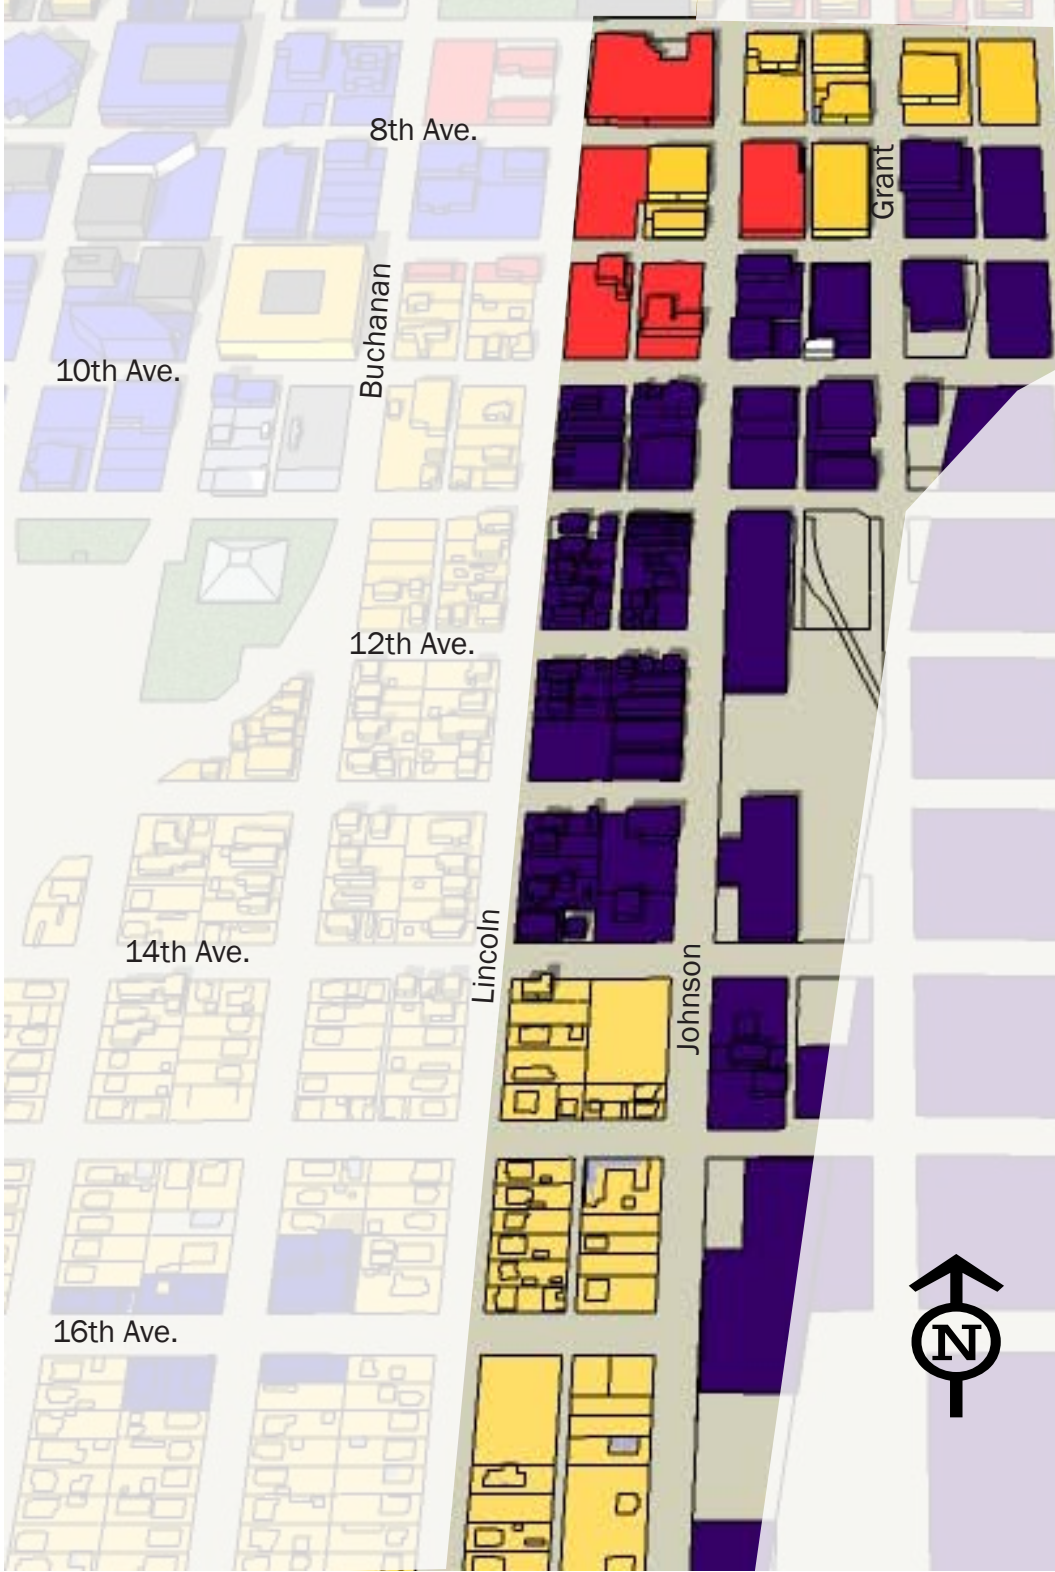 8th Ave.
Grant
Buchanan
10th Ave.
12th Ave.
Lincoln
14th Ave.
Johnson
16th Ave.
N